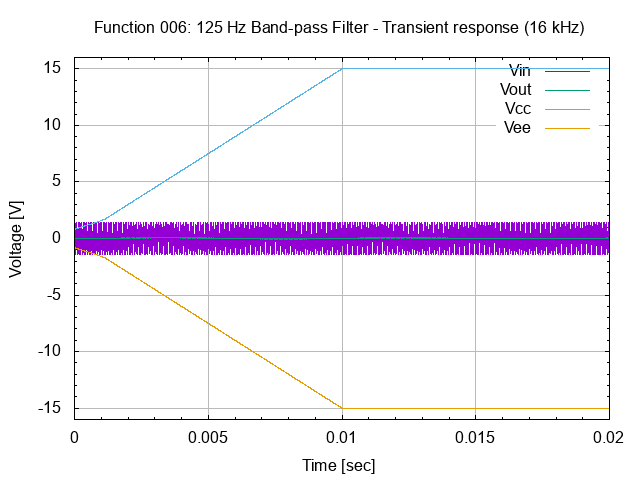 Function 006: 125 Hz Band-pass Filter - Transient response (16 kHz)
Vin
Vout
Vcc
Vee
15
10
5
0
-5
-10
-15
Voltage [V]
0
0.005
0.01
0.015
0.02
Time [sec]